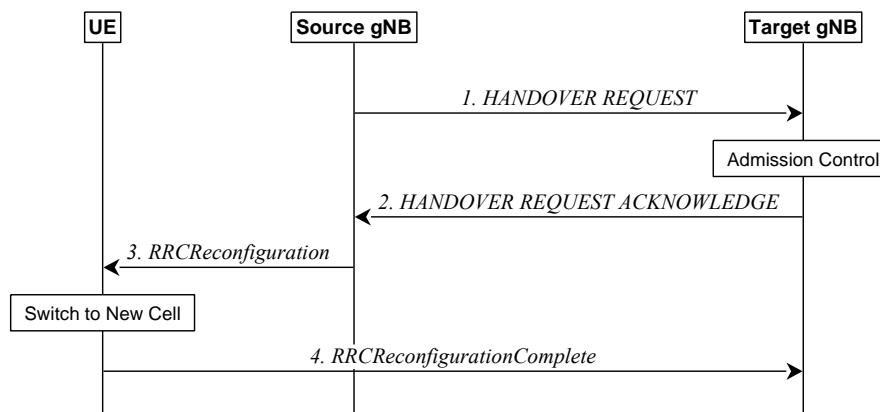 UE
Source gNB
Target gNB
1. HANDOVER REQUEST
Admission Control
2. HANDOVER REQUEST ACKNOWLEDGE
3. RRCReconfiguration
Switch to New Cell
4. RRCReconfigurationComplete